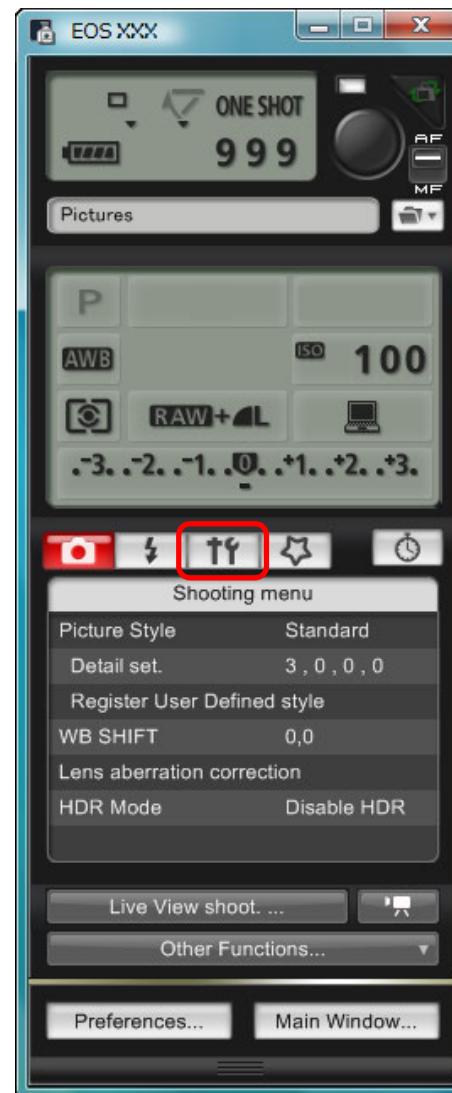 EOS XXX
ONE SHOT
999
AF
MF
Pictures
P
AWB
ISO 100
RAW+L
.-3. .-2. .-1. .0. .+1. .+2. .+3.
Shooting menu
Picture Style Standard
Detail set. 3 , 0 , 0 , 0
Register User Defined style
WB SHIFT 0,0
Lens aberration correction
HDR Mode Disable HDR
Live View shoot. ...
Other Functions...
Preferences... Main Window...